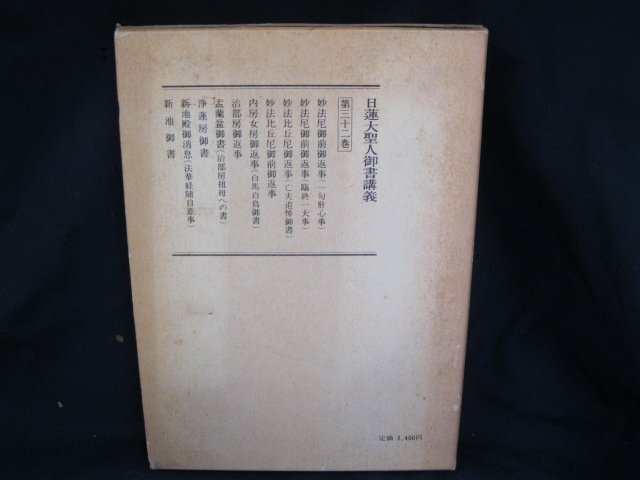 日蓮大聖人御書講義
第三十二巻
妙法尼御前御返事(一句肝心事)
妙法尼御前御返事(臨終一大事)
妙法比丘尼御返事(亡夫追悼御書)
妙法比丘尼御前御返事
内房女房御返事(白馬白鳥御書)
治部房御返事
盂蘭盆御書(治部房祖母への書)
浄蓮房御書
新池殿御消息(法華経随自意事)
新池御書
定価 1,400円